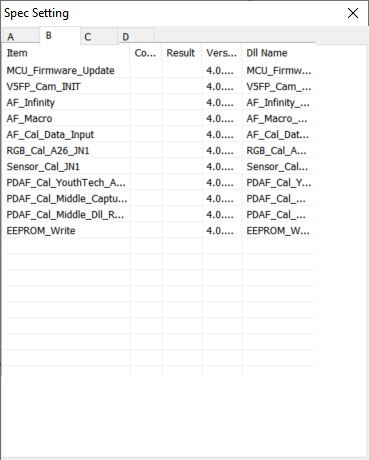 Spec Setting
A B C D
Item Co... Result Vers... Dll Name
MCU_Firmware_Update 4.0.... MCU_Firmw...
V5FP_Cam_INIT 4.0.... V5FP_Cam_...
AF_Infinity 4.0.... AF_Infinity_...
AF_Macro 4.0.... AF_Macro_...
AF_Cal_Data_Input 4.0.... AF_Cal_Dat...
RGB_Cal_A26_JN1 4.0.... RGB_Cal_A...
Sensor_Cal_JN1 4.0.... Sensor_Cal...
PDAF_Cal_YouthTech_A... 4.0.... PDAF_Cal_Y...
PDAF_Cal_Middle_Captu... 4.0.... PDAF_Cal_...
PDAF_Cal_Middle_Dll_R... 4.0.... PDAF_Cal_...
EEPROM_Write 4.0.... EEPROM_W...